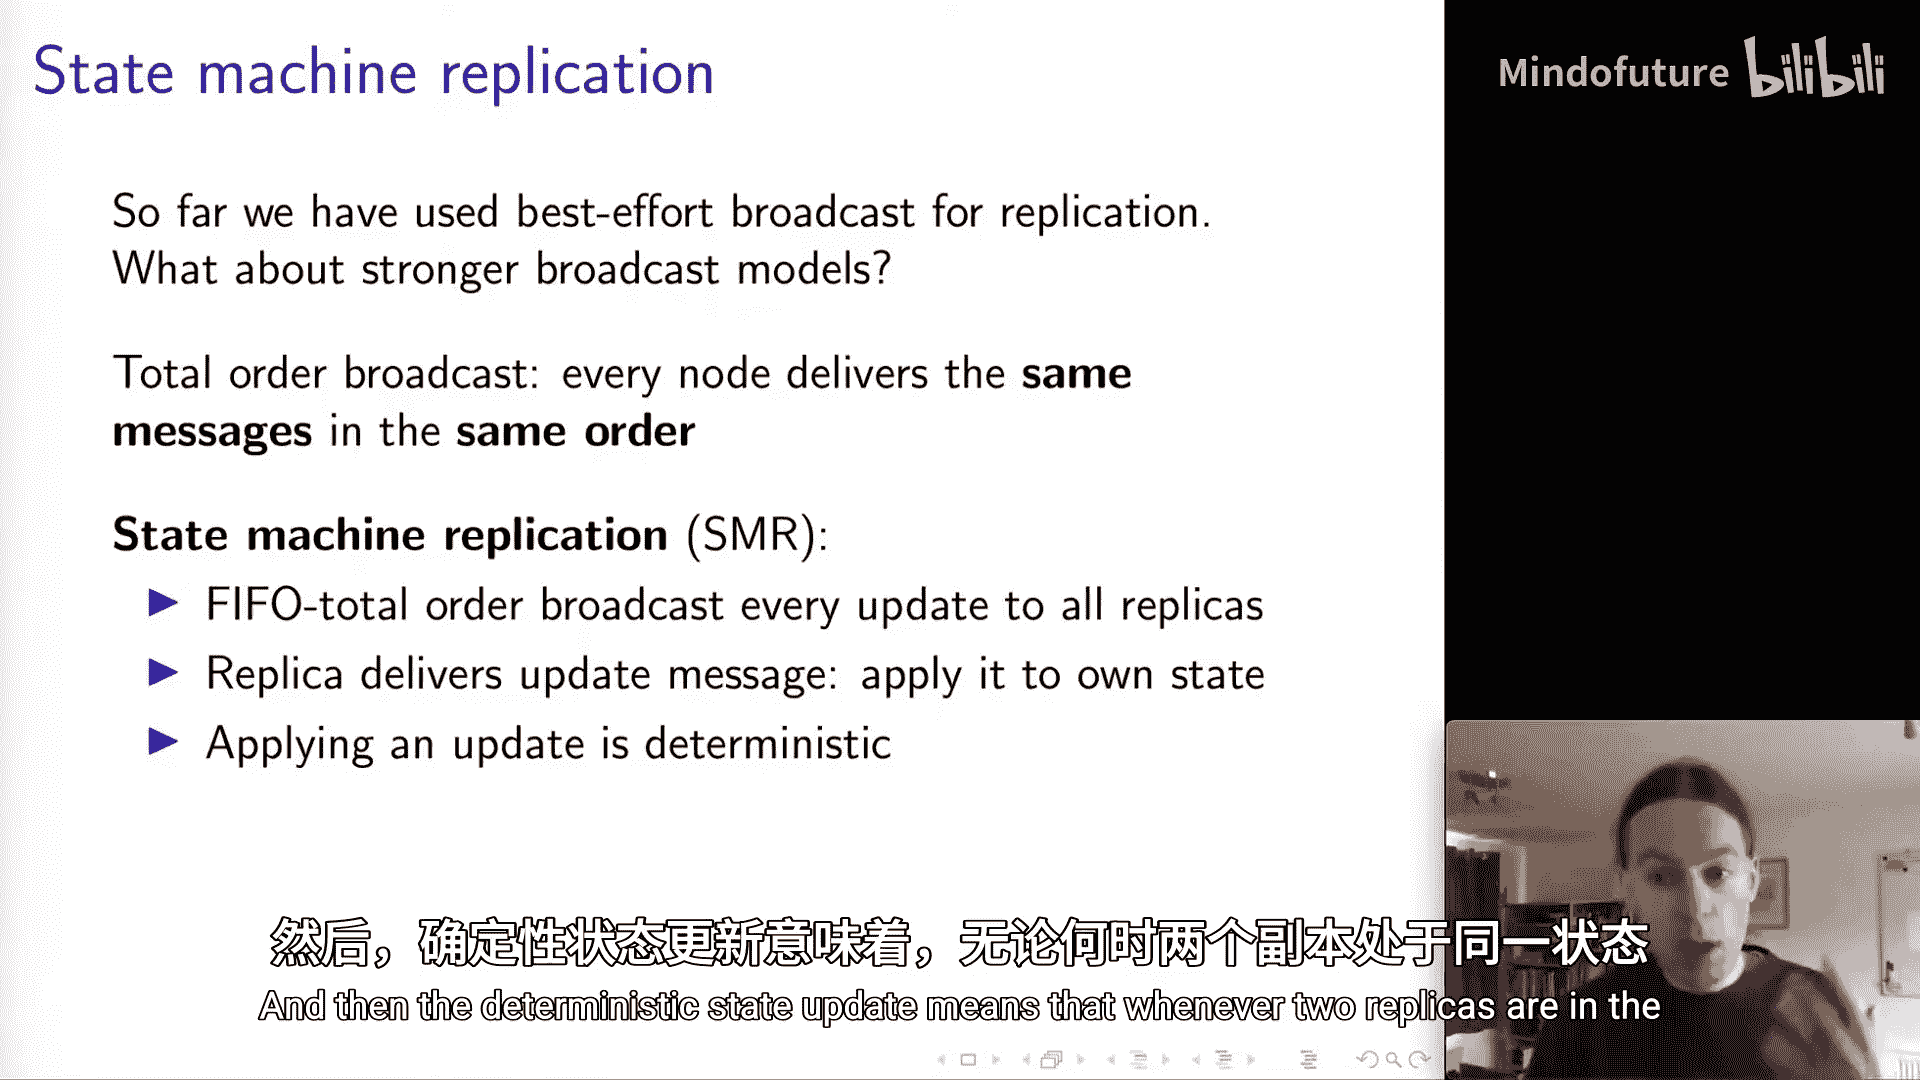 State machine replication
Mindofuture bilibili
So far we have used best-effort broadcast for replication.
What about stronger broadcast models?
Total order broadcast: every node delivers the same
messages in the same order
State machine replication (SMR):
FIFO-total order broadcast every update to all replicas
Replica delivers update message: apply it to own state
Applying an update is deterministic
然后，确定性状态更新意味着，无论何时两个副本处于同一状态
And then the deterministic state update means that whenever two replicas are in the